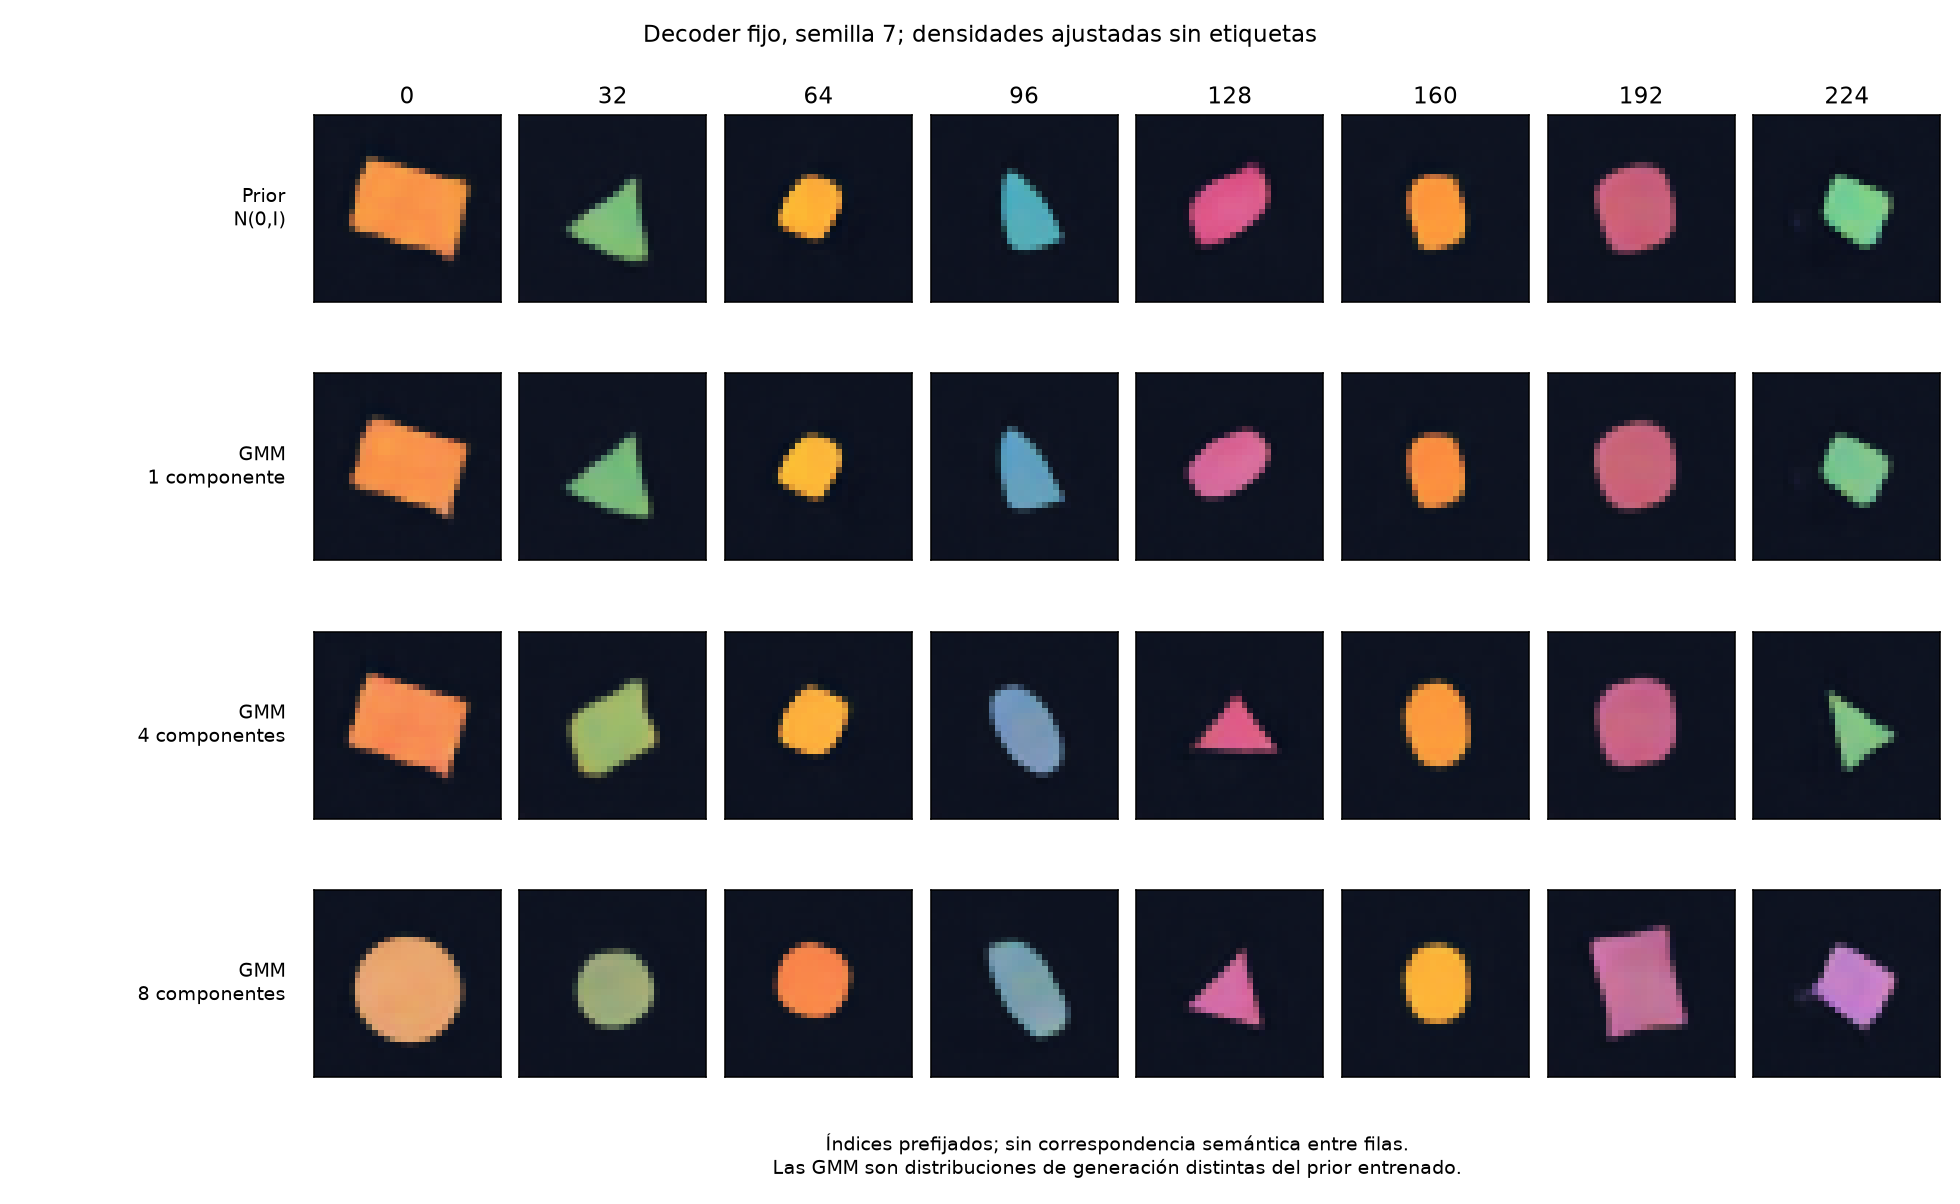 Decoder fijo, semilla 7; densidades ajustadas sin etiquetas
0 32 64 96 128 160 192 224
Prior
N(0,I)
GMM
1 componente
GMM
4 componentes
GMM
8 componentes
Índices prefijados; sin correspondencia semántica entre filas.
Las GMM son distribuciones de generación distintas del prior entrenado.